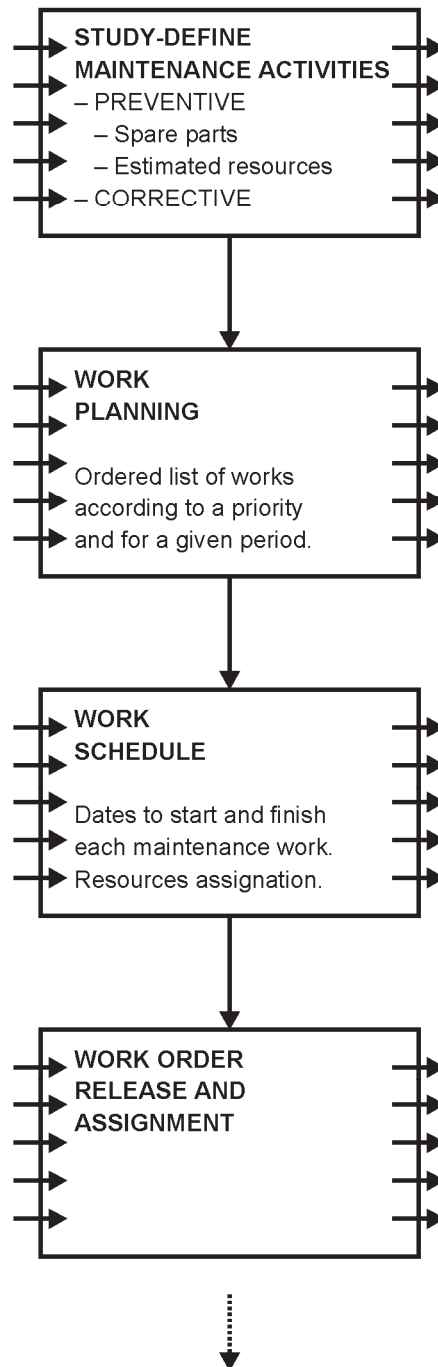 STUDY-DEFINE
MAINTENANCE ACTIVITIES
– PREVENTIVE
– Spare parts
– Estimated resources
– CORRECTIVE
WORK
PLANNING
Ordered list of works
according to a priority
and for a given period.
WORK
SCHEDULE
Dates to start and finish
each maintenance work.
Resources assignation.
WORK ORDER
RELEASE AND
ASSIGNMENT